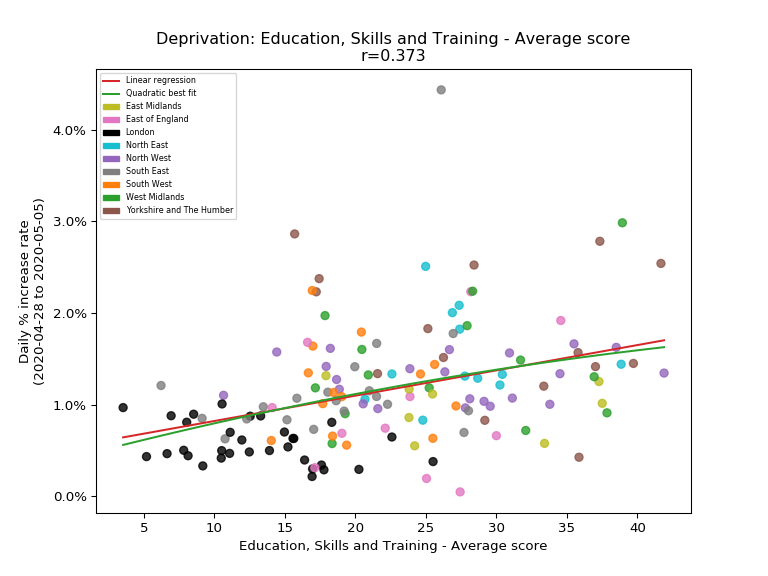 Deprivation: Education, Skills and Training - Average score
r=0.373
Linear regression
Quadratic best fit
East Midlands
East of England
London
North East
North West
South East
South West
West Midlands
Yorkshire and The Humber
Daily % increase rate
(2020-04-28 to 2020-05-05)
4.0%
3.0%
2.0%
1.0%
0.0%
5 10 15 20 25 30 35 40
Education, Skills and Training - Average score